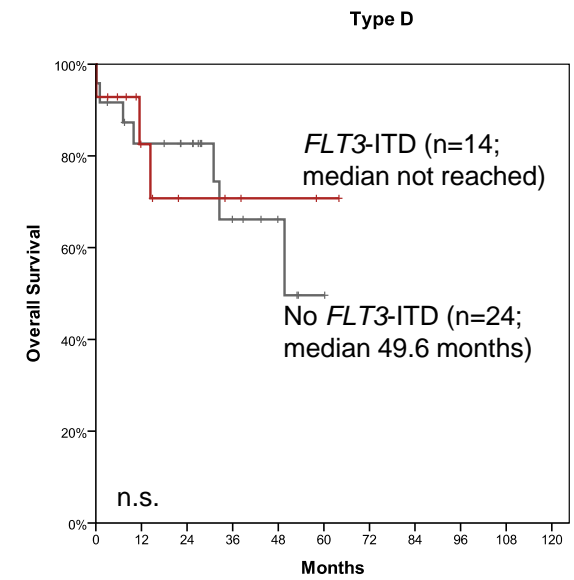 Type D
100%
80%
60%
40%
20%
0%
Overall Survival
FLT3-ITD (n=14;
median not reached)
No FLT3-ITD (n=24;
median 49.6 months)
n.s.
0 12 24 36 48 60 72 84 96 108 120
Months